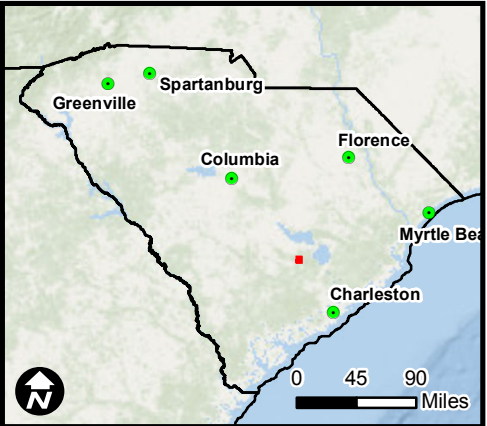 Spartanburg
Greenville
Florence
Columbia
Myrtle Bea
Charleston
0 45 90
Miles
N